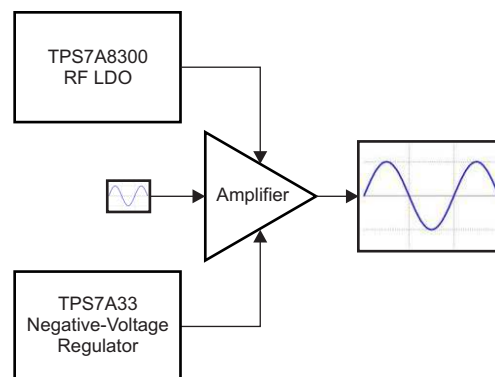 TPS7A8300
RF LDO
Amplifier
TPS7A33
Negative-Voltage
Regulator